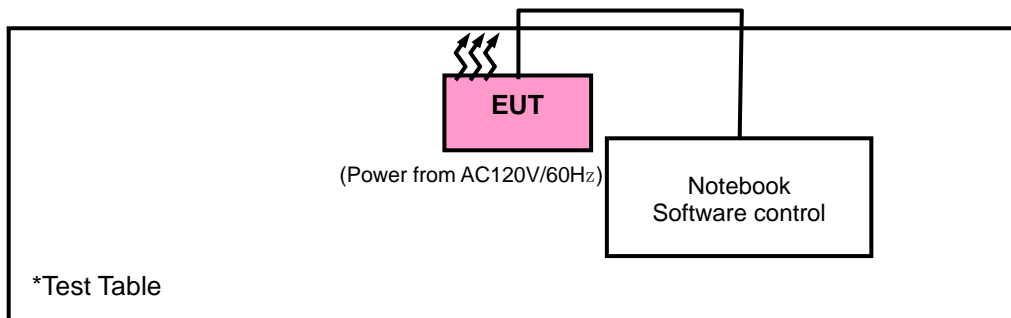 EUT
(Power from AC120V/60Hz)
Notebook
Software control
*Test Table